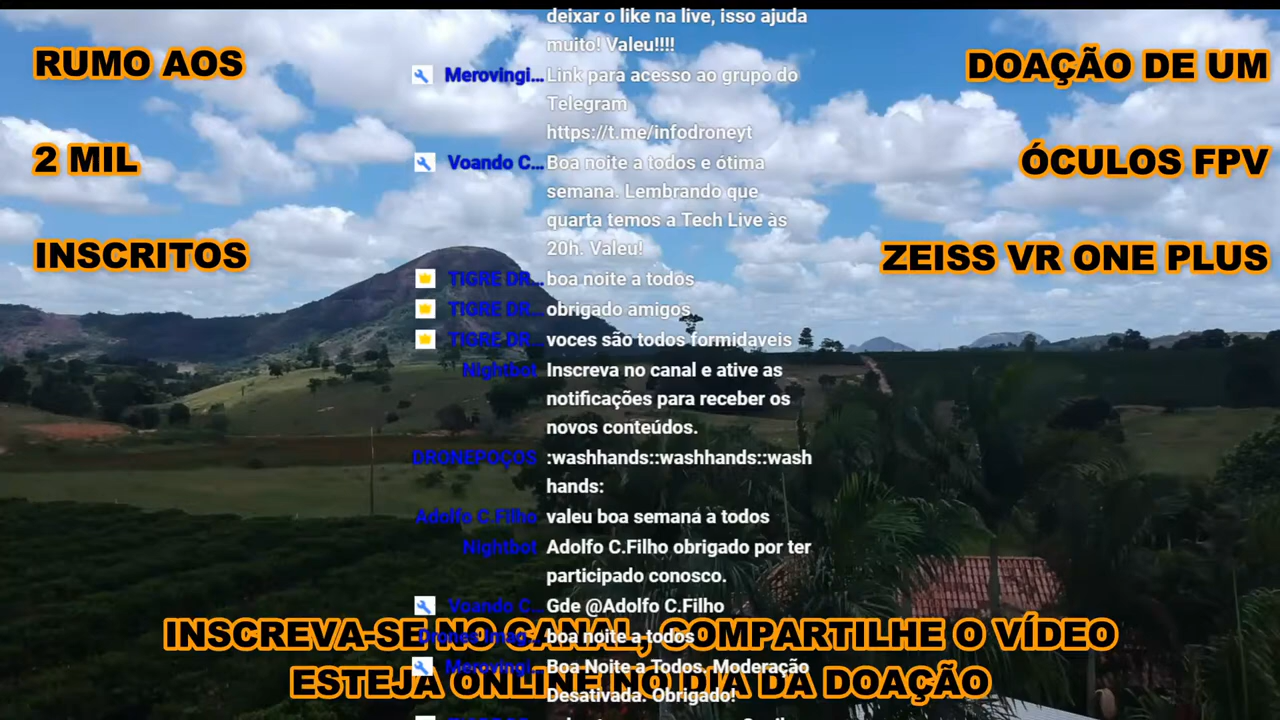 RUMO AOS
2 MIL
INSCRITOS
DOAÇÃO DE UM
ÓCULOS FPV
ZEISS VR ONE PLUS
deixar o like na live, isso ajuda
muito! Valeu!!!!
Merovingi... Link para acesso ao grupo do
Telegram
https://t.me/infodroneyt
Voando C... Boa noite a todos e ótima
semana. Lembrando que
quarta temos a Tech Live às
20h. Valeu!
TIGRE DR... boa noite a todos
TIGRE DR... obrigado amigos
TIGRE DR... voces são todos formidaveis
Nightbot Inscreva no canal e ative as
notificações para receber os
novos conteúdos.
DRONEPOÇOS :washhands::washhands::wash
hands:
Adolfo C.Filho valeu boa semana a todos
Nightbot Adolfo C.Filho obrigado por ter
participado conosco.
Voando C... Gde @Adolfo C.Filho
Drones Imag... boa noite a todos
Merovingi... Boa Noite a Todos. Moderação
Desativada. Obrigado!
INSCREVA-SE NO CANAL, COMPARTILHE O VÍDEO
ESTEJA ONLINE NO DIA DA DOAÇÃO